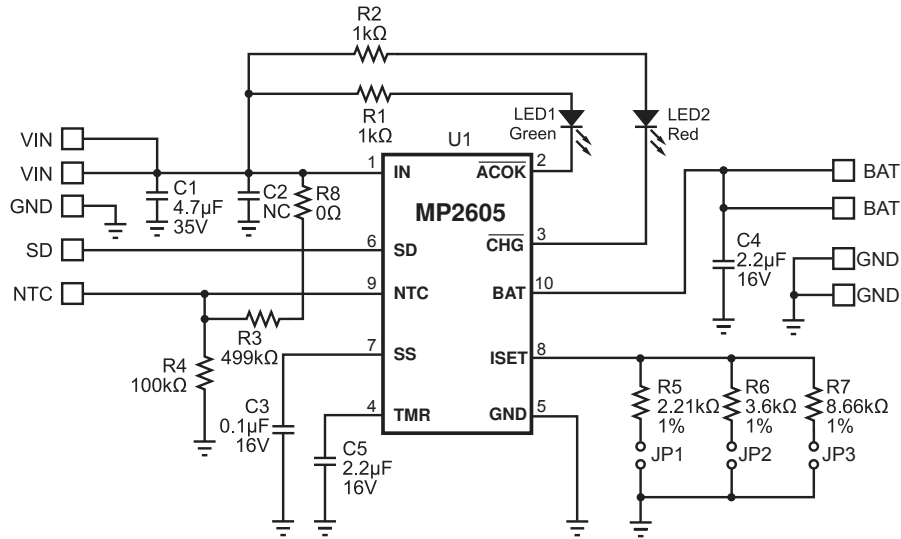 R2
1kΩ
R1
1kΩ
LED1
Green
LED2
Red
U1
VIN
VIN
GND
SD
NTC
C1
4.7µF
35V
C2
NC
R8
0Ω
R3
499kΩ
R4
100kΩ
C3
0.1µF
16V
C5
2.2µF
16V
MP2605
1
IN
6
SD
9
NTC
7
SS
4
TMR
2
ACOK
3
CHG
10
BAT
8
ISET
5
GND
BAT
BAT
C4
2.2µF
16V
GND
GND
R5
2.21kΩ
1%
R6
3.6kΩ
1%
R7
8.66kΩ
1%
JP1
JP2
JP3